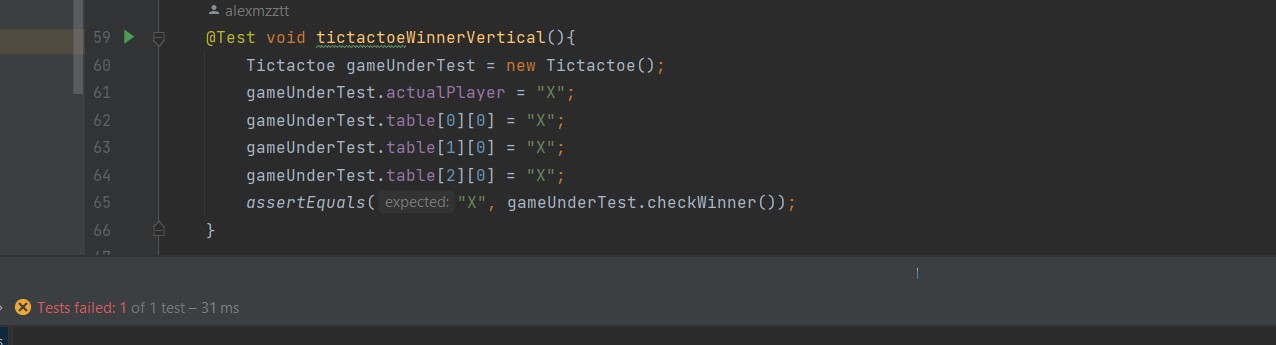 alexmzztt
59 @Test void tictactoeWinnerVertical(){
60 Tictactoe gameUnderTest = new Tictactoe();
61 gameUnderTest.actualPlayer = "X";
62 gameUnderTest.table[0][0] = "X";
63 gameUnderTest.table[1][0] = "X";
64 gameUnderTest.table[2][0] = "X";
65 assertEquals( expected: "X", gameUnderTest.checkWinner());
66 }
Tests failed: 1 of 1 test – 31 ms